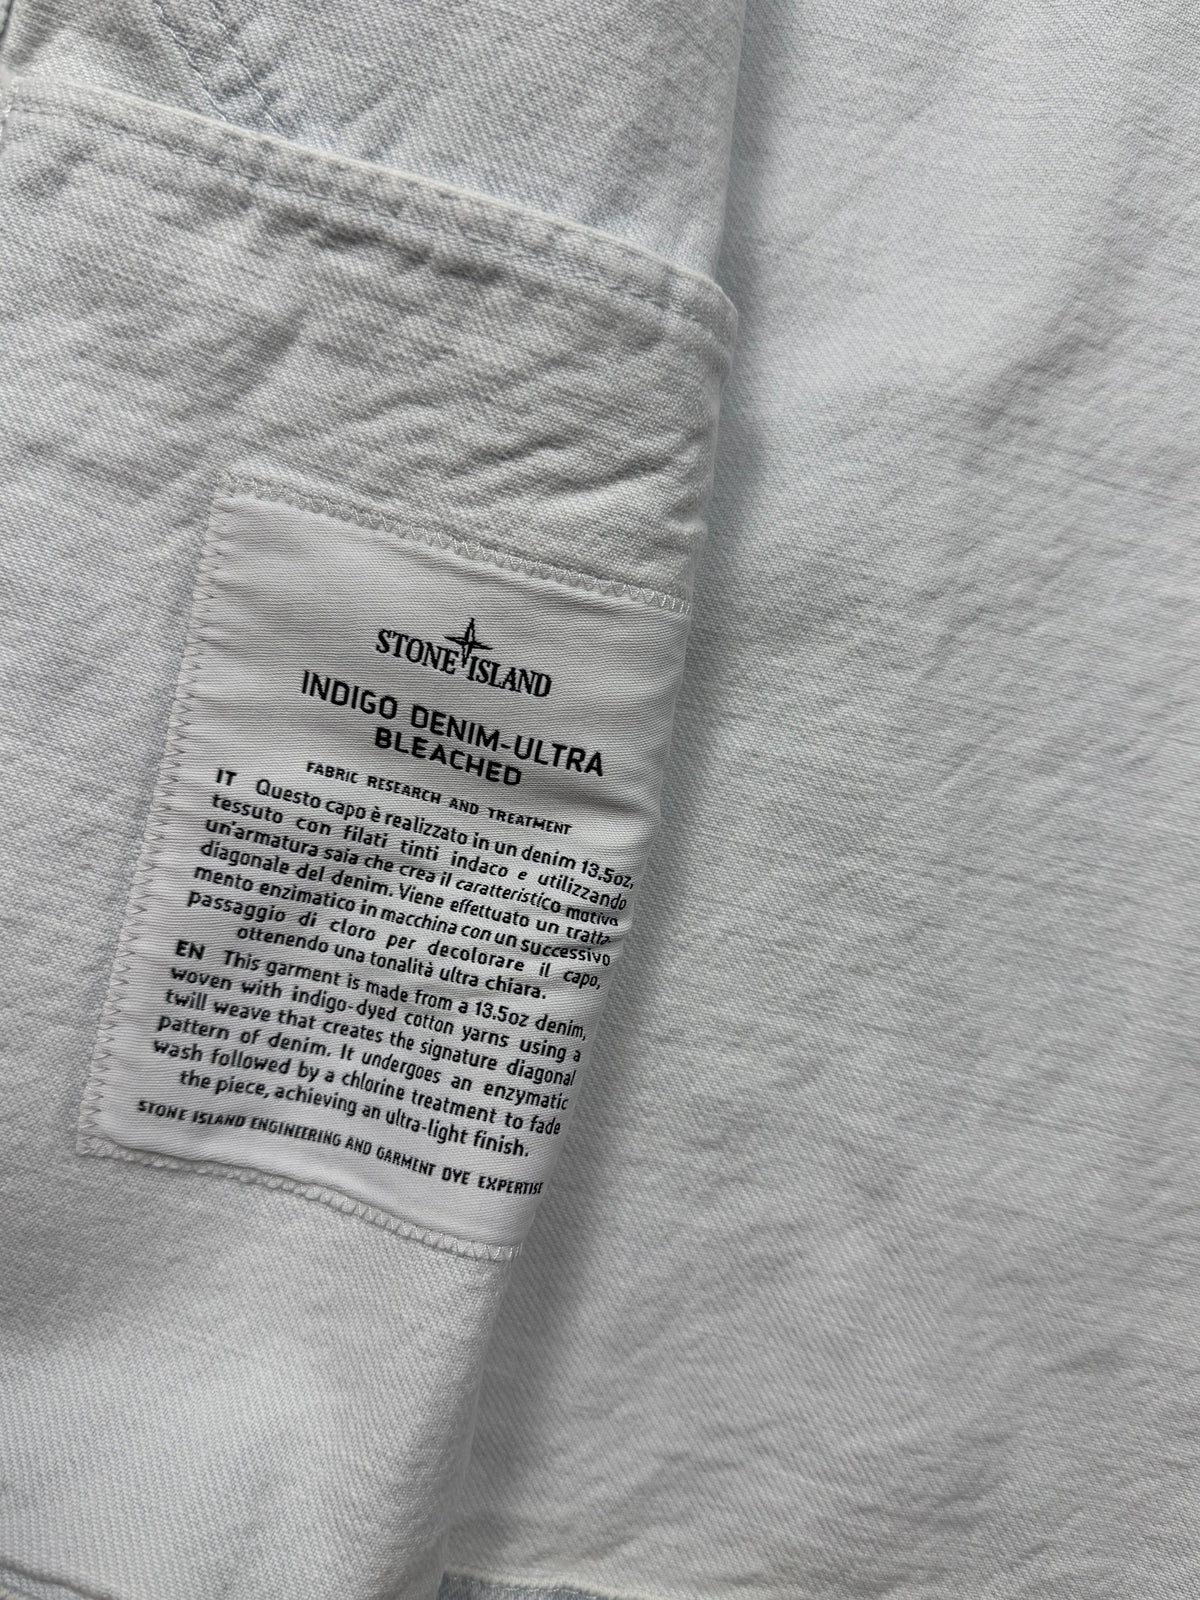 STONE ISLAND
INDIGO DENIM-ULTRA
BLEACHED
FABRIC RESEARCH AND TREATMENT
IT Questo capo è realizzato in un denim 13.5oz,
tessuto con filati tinti indaco e utilizzando
un'armatura saia che crea il caratteristico motivo
diagonale del denim. Viene effettuato un tratta-
mento enzimatico in macchina con un successivo
passaggio di cloro per decolorare il capo,
ottenendo una tonalità ultra chiara.
EN This garment is made from a 13.5oz denim,
woven with indigo-dyed cotton yarns using a
twill weave that creates the signature diagonal
pattern of denim. It undergoes an enzymatic
wash followed by a chlorine treatment to fade
the piece, achieving an ultra-light finish.
STONE ISLAND ENGINEERING AND GARMENT DYE EXPERTISE